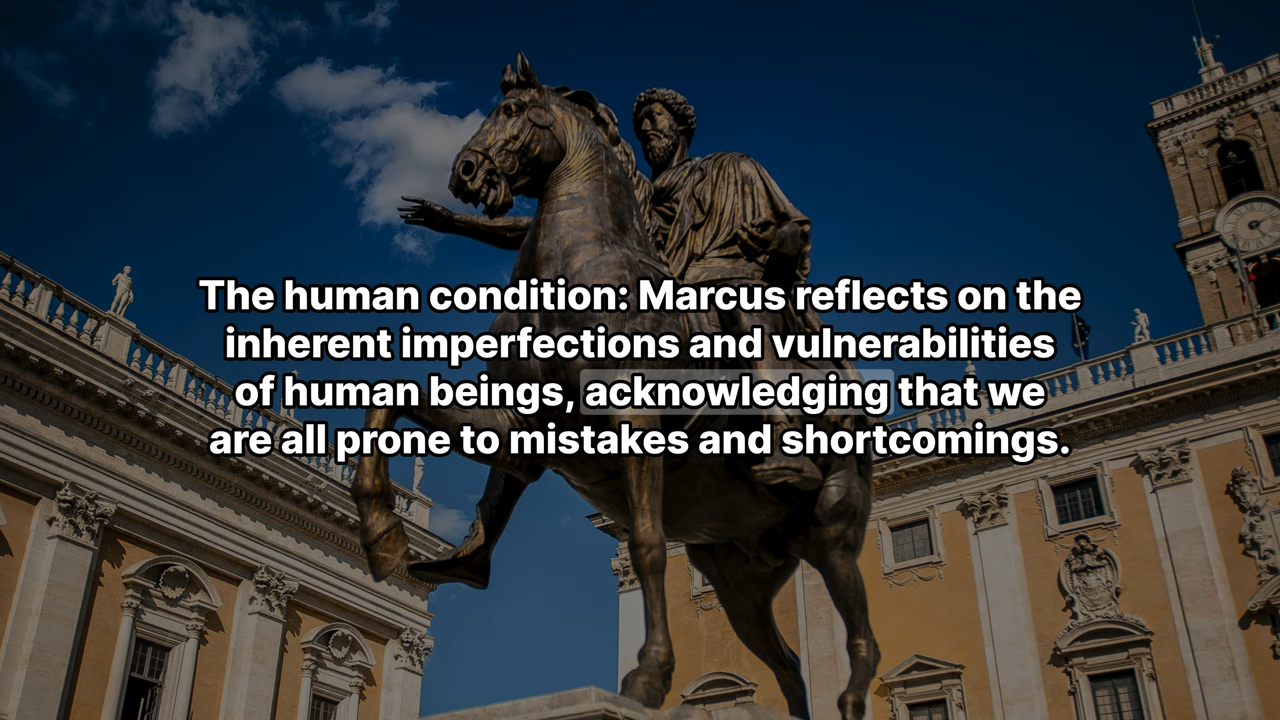 The human condition: Marcus reflects on the
inherent imperfections and vulnerabilities
of human beings, acknowledging that we
are all prone to mistakes and shortcomings.